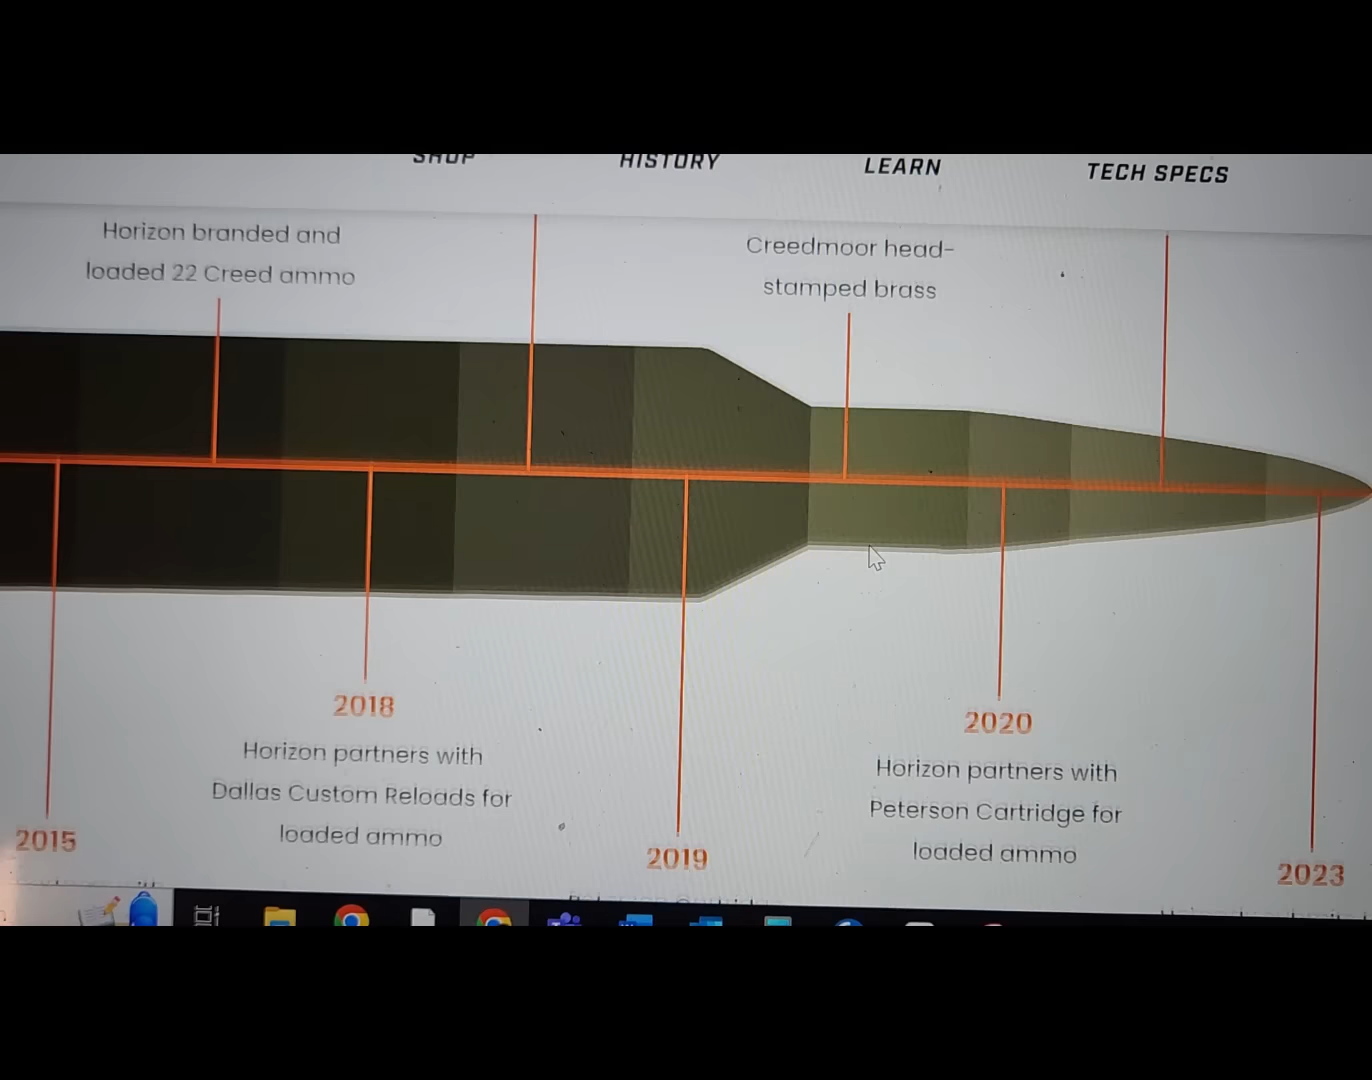 SHOP
HISTORY
LEARN
TECH SPECS
Horizon branded and
loaded 22 Creed ammo
Creedmoor head-
stamped brass
2018
Horizon partners with
Dallas Custom Reloads for
loaded ammo
2020
Horizon partners with
Peterson Cartridge for
loaded ammo
2015
2019
2023